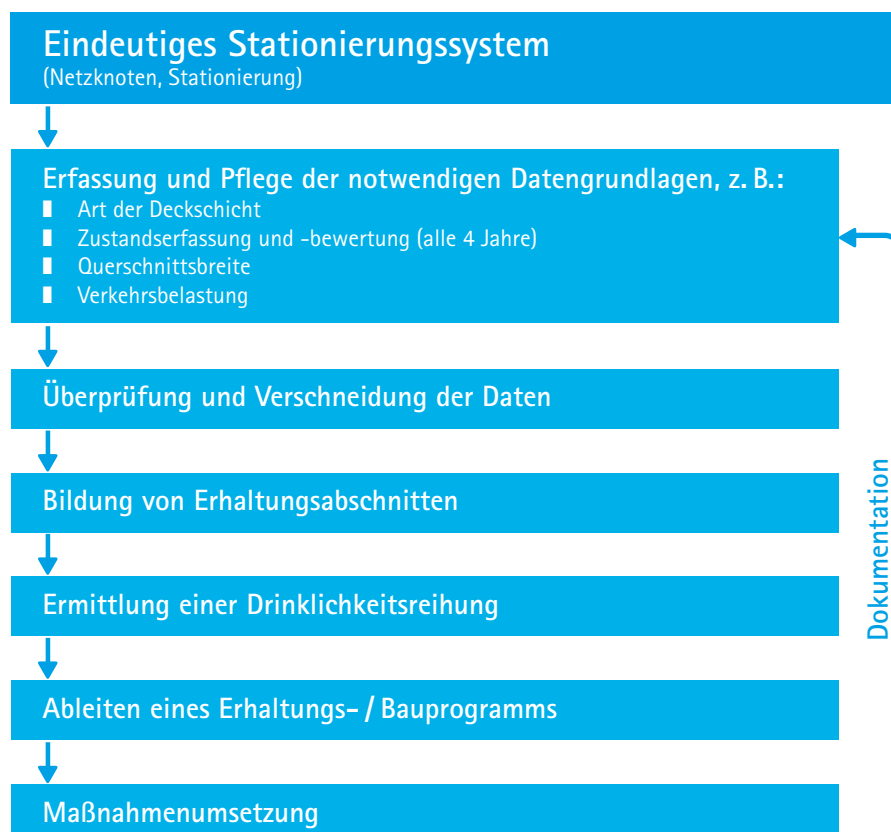 Eindeutiges Stationierungssystem
(Netzknoten, Stationierung)
Erfassung und Pflege der notwendigen Datengrundlagen, z. B.:
Art der Deckschicht
Zustandserfassung und -bewertung (alle 4 Jahre)
Querschnittsbreite
Verkehrsbelastung
Überprüfung und Verschneidung der Daten
Bildung von Erhaltungsabschnitten
Ermittlung einer Drinklichkeitsreihung
Ableiten eines Erhaltungs- / Bauprogramms
Maßnahmenumsetzung
Dokumentation